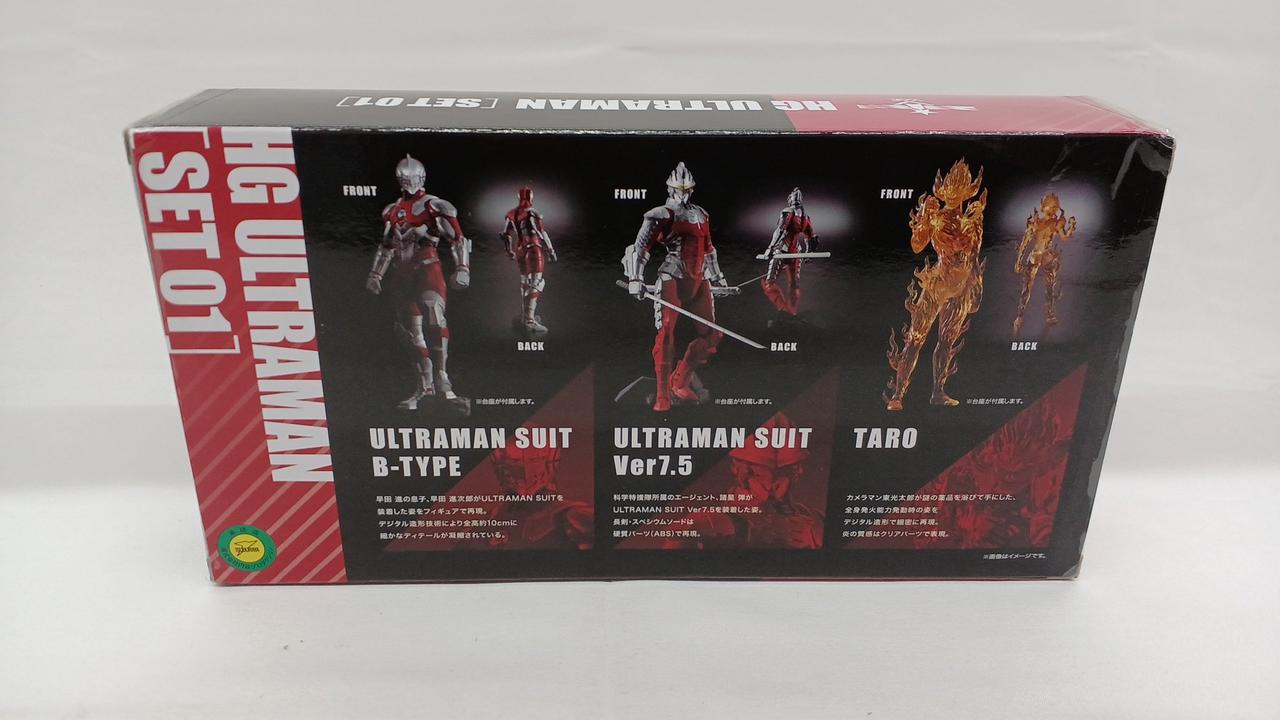 HG ULTRAMAN [SET 01]
HG ULTRAMAN
[SET 01]
FRONT
BACK
※台座が付属します。
ULTRAMAN SUIT
B-TYPE
早田 進の息子、早田 進次郎がULTRAMAN SUITを
装着した姿をフィギュアで再現。
デジタル造形技術により全高約10cmに
細かなディテールが凝縮されている。
FRONT
BACK
※台座が付属します。
ULTRAMAN SUIT
Ver7.5
科学特捜隊所属のエージェント、諸星 弾が
ULTRAMAN SUIT Ver7.5を装着した姿。
長剣・スペシウムソードは
硬質パーツ(ABS)で再現。
FRONT
BACK
※台座が付属します。
TARO
カメラマン東光太郎が謎の薬品を浴びて手にした、
全身発火能力発動時の姿を
デジタル造形で緻密に再現。
炎の質感はクリアパーツで表現。
※画像はイメージです。
TSUBURAYA